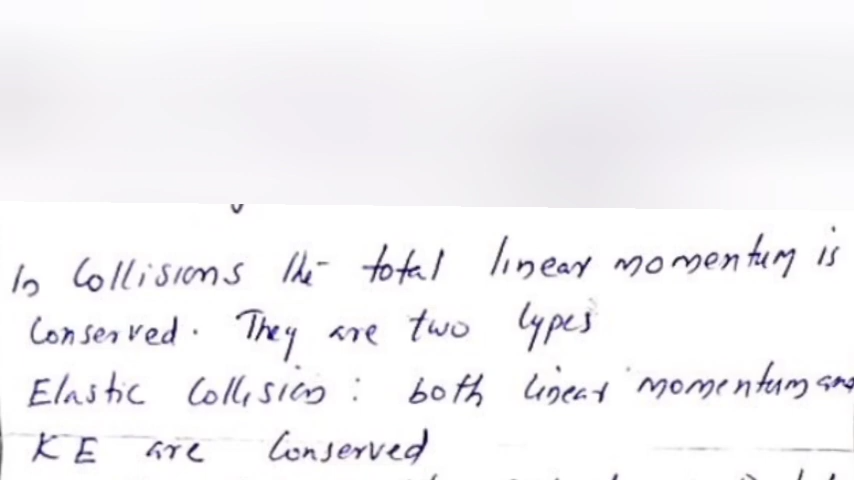 In Collisions the total linear momentum is
Conserved. They are two types
Elastic Collision : both linear momentum and
KE are Conserved